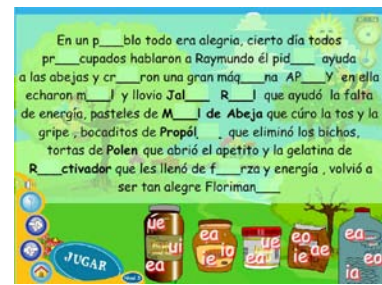 En un p___blo todo era alegria, cierto día todos
pr___cupados hablaron a Raymundo él pid___ ayuda
a las abejas y cr___ron una gran máq___na AP___Y en ella
echaron m___l y llovio Jal___ R___l que ayudó la falta
de energía, pasteles de M___l de Abeja que cúro la tos y la
gripe , bocaditos de Propól___. que eliminó los bichos,
tortas de Polen que abrió el apetito y la gelatina de
R___ctivador que les llenó de f___rza y energía , volvió a
ser tan alegre Floriman___
ue
ui
ea
ea
io
ie
ue
ea
eo
ae
ie
ea
eo
ia
JUGAR